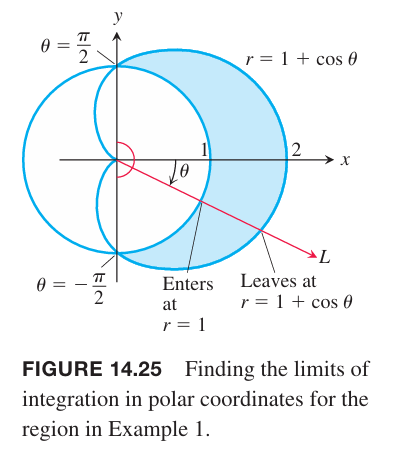 y
θ = π/2
r = 1 + cos θ
1
2
x
θ
L
θ = −π/2
Enters
at
r = 1
Leaves at
r = 1 + cos θ
FIGURE 14.25 Finding the limits of
integration in polar coordinates for the
region in Example 1.